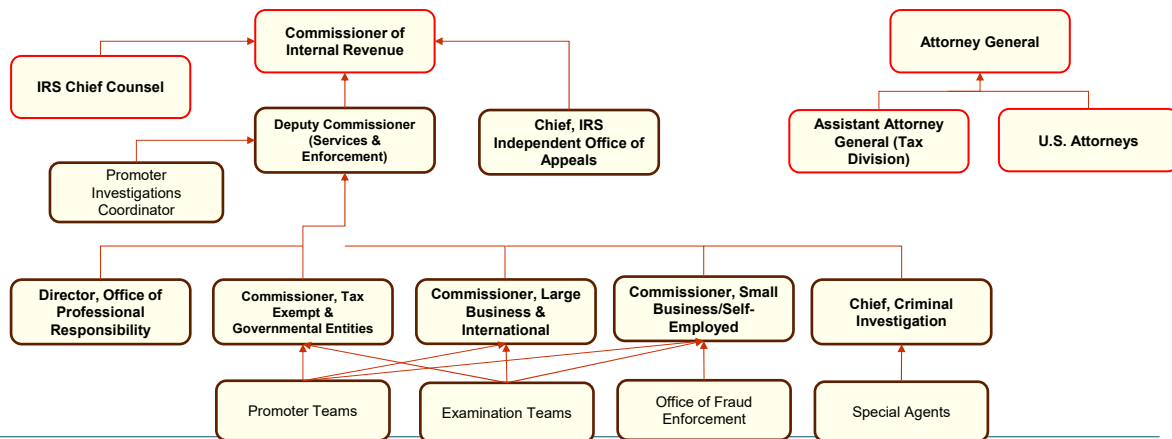 Commissioner of
Internal Revenue
Attorney General
IRS Chief Counsel
Deputy Commissioner
(Services &
Enforcement)
Chief, IRS
Independent Office of
Appeals
Assistant Attorney
General (Tax
Division)
U.S. Attorneys
Promoter
Investigations
Coordinator
Director, Office of
Professional
Responsibility
Commissioner, Tax
Exempt &
Governmental Entities
Commissioner, Large
Business &
International
Commissioner, Small
Business/Self-
Employed
Chief, Criminal
Investigation
Promoter Teams
Examination Teams
Office of Fraud
Enforcement
Special Agents